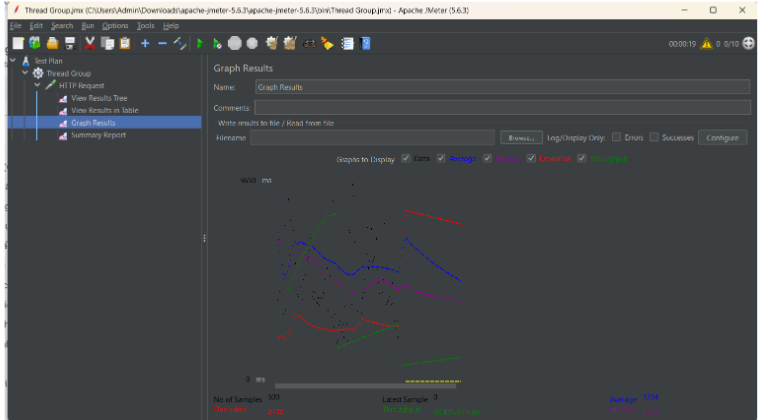 Thread Group.jmx (C:\Users\Admin\Downloads\apache-jmeter-5.6.3\apache-jmeter-5.6.3\bin\Thread Group.jmx) - Apache JMeter (5.6.3)
File Edit Search Run Options Tools Help
00:00:19 0 0/10
Test Plan
Thread Group
HTTP Request
View Results Tree
View Results in Table
Graph Results
Summary Report
Graph Results
Name: Graph Results
Comments:
Write results to file / Read from file
Filename Browse... Log/Display Only: Errors Successes Configure
Graphs to Display Data Average Median Deviation Throughput
ms
0 ms
No of Samples 300 Latest Sample 0 Average
Deviation Throughput Median